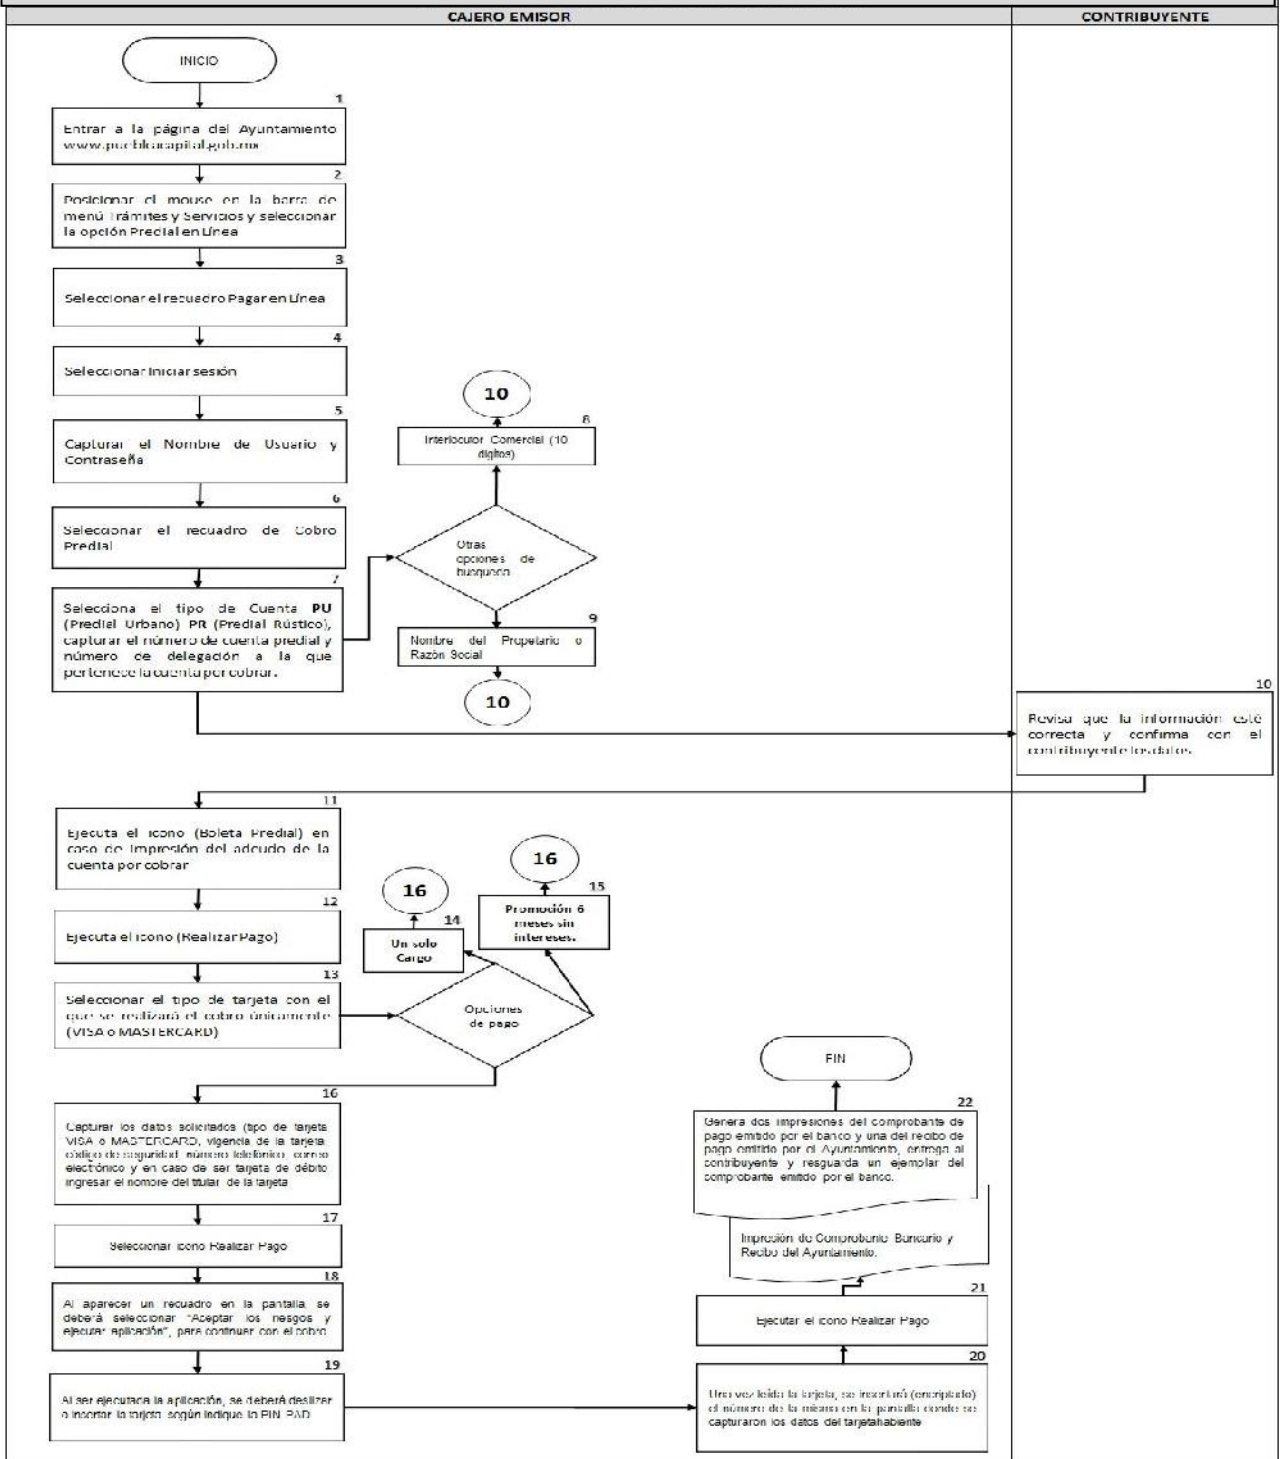 CAJERO EMISOR
CONTRIBUYENTE
INICIO
1
Entrar a la página del Ayuntamiento
www.pueblacapital.gob.mx
2
Posicionar el mouse en la barra de
menú Trámites y Servicios y seleccionar
la opción Predial en Línea
3
Seleccionar el recuadro Pagar en Línea
4
Seleccionar Iniciar sesión
5
Capturar el Nombre de Usuario y
Contraseña
6
Seleccionar el recuadro de Cobro
Predial
7
Selecciona el tipo de Cuenta PU
(Predial Urbano) PR (Predial Rústico),
capturar el número de cuenta predial y
número de delegación a la que
pertenece la cuenta por cobrar.
10
8
Interlocutor Comercial (10
digitos)
Otras
opciones de
busqueda
9
Nombre del Propetario o
Razón Social
10
10
Revisa que la información esté
correcta y confirma con el
contribuyente los datos.
11
Ejecuta el icono (Boleta Predial) en
caso de impresión del adeudo de la
cuenta por cobrar
12
Ejecuta el icono (Realizar Pago)
13
Seleccionar el tipo de tarjeta con el
que se realizará el cobro únicamente
(VISA o MASTERCARD)
16
14
Un solo
Cargo
16
15
Promoción 6
meses sin
intereses.
Opciones
de pago
16
Capturar los datos solicitados (tipo de tarjeta
VISA o MASTERCARD, vigencia de la tarjeta,
código de seguridad, número telefónico, correo
electrónico y en caso de ser tarjeta de débito
ingresar el nombre del titular de la tarjeta
17
Seleccionar icono Realizar Pago
18
Al aparecer un recuadro en la pantalla, se
deberá seleccionar "Aceptar los riesgos y
ejecutar aplicación", para continuar con el cobro
19
Al ser ejecutada la aplicación, se deberá deslizar
o insertar la tarjeta según indique la PIN PAD
FIN
22
Genera dos impresiones del comprobante de
pago emitido por el banco y una del recibo de
pago emitido por el Ayuntamiento, entrega al
contribuyente y resguarda un ejemplar del
comprobante emitido por el banco.
Impresión de Comprobante Bancario y
Recibo del Ayuntamiento.
21
Ejecutar el icono Realizar Pago
20
Una vez leída la tarjeta, se insertará (encriptado)
el número de la misma en la pantalla donde se
capturaron los datos del tarjetahabiente